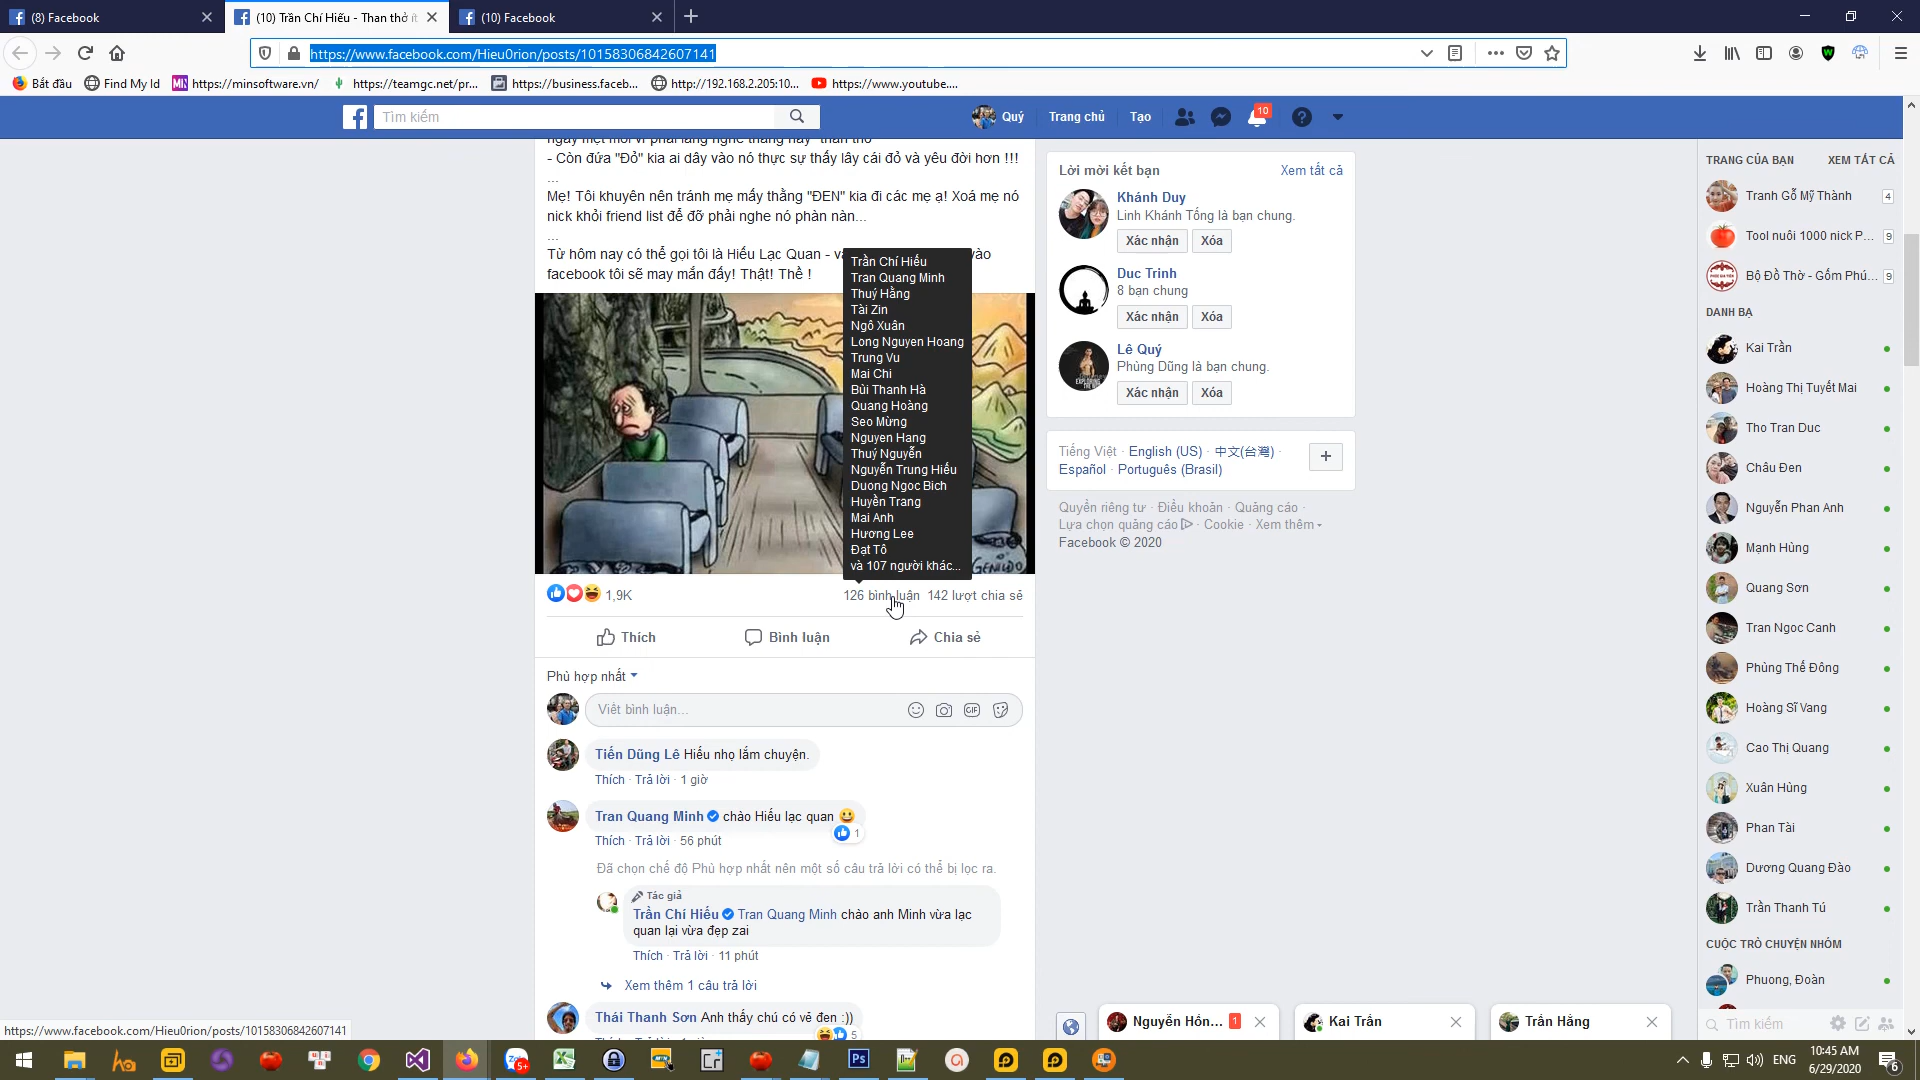 (8) Facebook
(10) Trần Chí Hiếu - Than thở ít
(10) Facebook
https://www.facebook.com/Hieu0rion/posts/10158306842607141
Bắt đầu
Find My Id
https://minsoftware.vn/
https://teamgc.net/pr...
https://business.faceb...
http://192.168.2.205:10...
https://www.youtube....
Tìm kiếm
Quý
Trang chủ
Tạo
10
- Còn đứa "Đỏ" kia ai dây vào nó thực sự thấy lây cái đỏ và yêu đời hơn !!!
...
Mẹ! Tôi khuyên nên tránh mẹ mấy thằng "ĐEN" kia đi các mẹ ạ! Xoá mẹ nó
nick khỏi friend list để đỡ phải nghe nó phàn nàn...
...
Từ hôm nay có thể gọi tôi là Hiếu Lạc Quan - và
vào
facebook tôi sẽ may mắn đấy! Thật! Thề !
Trần Chí Hiếu
Tran Quang Minh
Thuý Hằng
Tài Zin
Ngô Xuân
Long Nguyen Hoang
Trung Vu
Mai Chi
Bùi Thanh Hà
Quang Hoàng
Seo Mừng
Nguyen Hang
Thuý Nguyễn
Nguyễn Trung Hiếu
Duong Ngoc Bich
Huyền Trang
Mai Anh
Hương Lee
Đạt Tô
và 107 người khác...
GENILDO
1,9K
126 bình luận
142 lượt chia sẻ
Thích
Bình luận
Chia sẻ
Phù hợp nhất
Viết bình luận...
GIF
Tiến Dũng Lê Hiếu nhọ lắm chuyện.
Thích · Trả lời · 1 giờ
Tran Quang Minh chào Hiếu lạc quan
1
Thích · Trả lời · 56 phút
Đã chọn chế độ Phù hợp nhất nên một số câu trả lời có thể bị lọc ra.
Tác giả
Trần Chí Hiếu Tran Quang Minh chào anh Minh vừa lạc
quan lại vừa đẹp zai
Thích · Trả lời · 11 phút
Xem thêm 1 câu trả lời
Thái Thanh Sơn Anh thấy chú có vẻ đen :))
5
https://www.facebook.com/Hieu0rion/posts/10158306842607141
Lời mời kết bạn
Xem tất cả
Khánh Duy
Linh Khánh Tống là bạn chung.
Xác nhận
Xóa
Duc Trinh
8 bạn chung
Xác nhận
Xóa
Lê Quý
Phùng Dũng là bạn chung.
Xác nhận
Xóa
Tiếng Việt · English (US) · 中文(台灣) ·
Español · Português (Brasil)
Quyền riêng tư · Điều khoản · Quảng cáo ·
Lựa chọn quảng cáo · Cookie · Xem thêm
Facebook © 2020
TRANG CỦA BẠN
XEM TẤT CẢ
Tranh Gỗ Mỹ Thành
4
Tool nuôi 1000 nick P...
9
Bộ Đồ Thờ - Gốm Phú...
9
DANH BẠ
Kai Trần
Hoàng Thị Tuyết Mai
Tho Tran Duc
Châu Đen
Nguyễn Phan Anh
Mạnh Hùng
Quang Sơn
Tran Ngoc Canh
Phùng Thế Đông
Hoàng Sĩ Vang
Cao Thị Quang
Xuân Hùng
Phan Tài
Dương Quang Đào
Trần Thanh Tú
CUỘC TRÒ CHUYỆN NHÓM
Phuong, Đoàn
Tìm kiếm
Nguyễn Hồn...
1
Kai Trần
Trần Hằng
5+
Ps
ENG
10:45 AM
6/29/2020
6